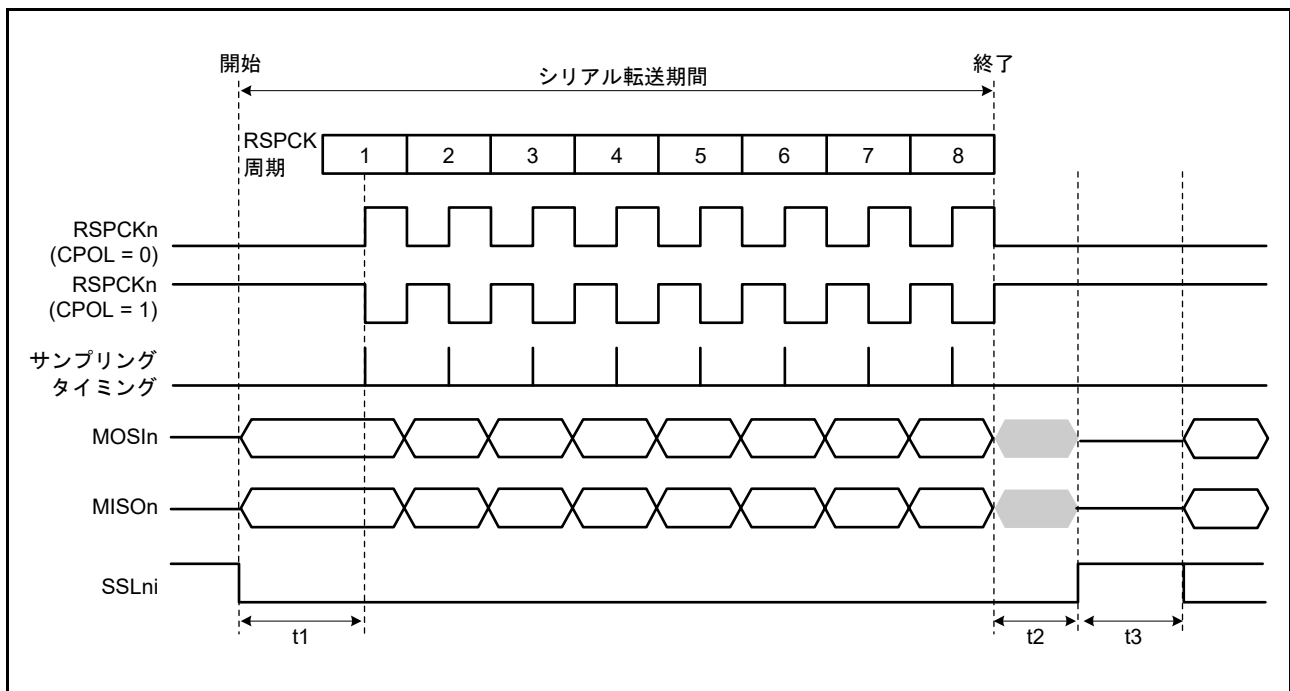 開始
シリアル転送期間
終了
RSPCK
周期
1 2 3 4 5 6 7 8
RSPCKn
(CPOL = 0)
RSPCKn
(CPOL = 1)
サンプリング
タイミング
MOSIn
MISOn
SSLni
t1
t2
t3